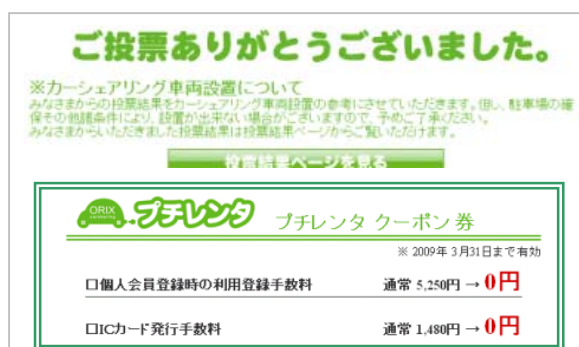 ご投票ありがとうございました。
※カーシェアリング車両設置について
みなさまからの投票結果をカーシェアリング車両設置の参考にさせていただきます。但し、駐車場の確
保その他諸条件により、設置が出来ない場合がございますので、予めご了承ください。
みなさまからいただきました投票結果は投票結果ページからご覧いただけます。
投票結果ページを見る
ORIX プチレンタ プチレンタ クーポン券
※ 2009年 3月31日まで有効
口個人会員登録時の利用登録手数料 通常 5,250円 → 0円
口ICカード発行手数料 通常 1,480円 → 0円